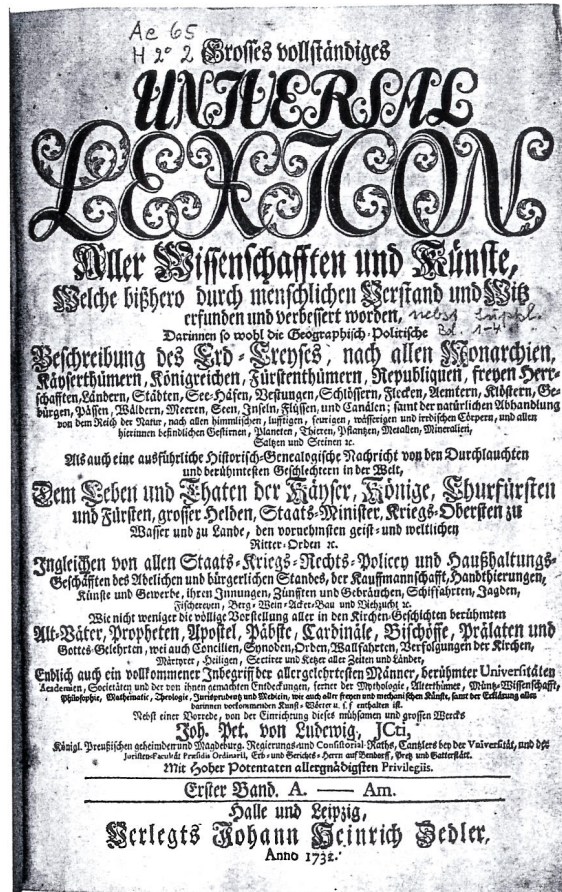 Ae 65
H 2° 2 Grosses vollständiges
UNIVERSAL
LEXICON
Aller Wissenschafften und Künste,
Welche bißhero durch menschlichen Verstand und Witz
erfunden und verbessert worden, nebst Suppl.
Darinnen so wohl die Geographisch-Politische Bd. 1-4
Beschreibung des Erd-Creyses, nach allen Monarchien,
Käyserthümern, Königreichen, Fürstenthümern, Republiquen, freyen Herr-
schafften, Ländern, Städten, See-Häfen, Vestungen, Schlössern, Flecken, Aemtern, Klöstern, Ge-
bürgen, Pässen, Wäldern, Meeren, Seen, Inseln, Flüssen, und Canälen; samt der natürlichen Abhandlung
von dem Reich der Natur, nach allen himmlischen, lufftigen, feurigen, wässerigen und irrdischen Cörpern, und allen
hierinnen befindlichen Gestirnen, Planeten, Thieren, Pflantzen, Metallen, Mineralien,
Saltzen und Steinen ꝛc.
Als auch eine ausführliche Historisch-Genealogische Nachricht von den Durchlauchten
und berühmtesten Geschlechtern in der Welt,
Dem Leben und Thaten der Käyser, Könige, Churfürsten
und Fürsten, grosser Helden, Staats-Minister, Kriegs-Obersten zu
Wasser und zu Lande, den vornehmsten geist- und weltlichen
Ritter-Orden ꝛc.
Ingleichen von allen Staats-Kriegs-Rechts-Policey und Haußhaltungs-
Geschäfften des Adelichen und bürgerlichen Standes, der Kauffmannschafft, Handthierungen,
Künste und Gewerbe, ihren Innungen, Zünfften und Gebräuchen, Schiffahrten, Jagden,
Fischereyen, Berg-Wein-Acker-Bau und Viehzucht ꝛc.
Wie nicht weniger die völlige Vorstellung aller in den Kirchen-Geschichten berühmten
Alt-Väter, Propheten, Apostel, Päbste, Cardinäle, Bischöffe, Prälaten und
Gottes-Gelehrten, wei auch Concilien, Synoden, Orden, Wallfahrten, Verfolgungen der Kirchen,
Märtyrer, Heiligen, Sectirer und Ketzer aller Zeiten und Länder,
Endlich auch ein vollkommener Inbegriff der allergelehrtesten Männer, berühmter Universitäten
Academien, Societäten und der von ihnen gemachten Entdeckungen, ferner der Mythologie, Alterthümer, Müntz-Wissenschafft,
Philosophie, Mathematic, Theologie, Jurisprudentz und Medicin, wie auch aller freyen und mechanischen Künste, samt der Erklärung aller
darinnen vorkommenden Kunst-Wörter u. s. f. enthalten ist.
Nebst einer Vorrede, von der Einrichtung dieses mühsamen und grossen Wercks
Joh. Pet. von Ludewig, JCti,
Königl. Preußischen geheimden und Magdeburg. Regierungs- und Consistorial-Raths, Cantzlers bey der Universität, und der
Juristen-Facultät Præsidis Ordinarii, Erb- und Gerichts-Herrn auf Bendorff, Pretz und Gatterstätt.
Mit Hoher Potentaten allergnädigsten Privilegiis.
Erster Band. A. — Am.
Halle und Leipzig,
Verlegts Johann Heinrich Zedler,
Anno 1732.